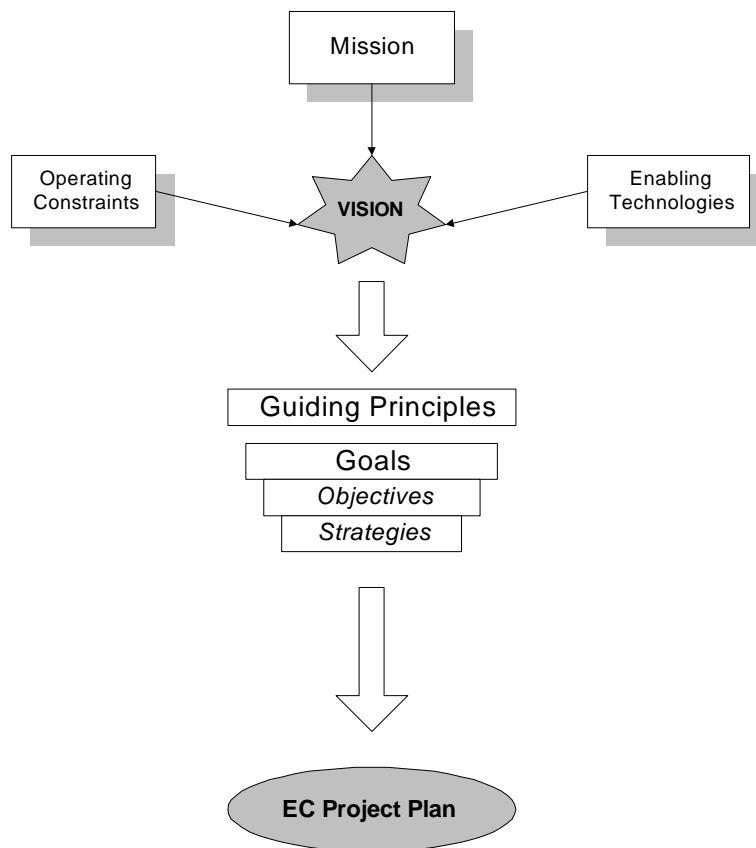 Mission
Operating
Constraints
VISION
Enabling
Technologies
Guiding Principles
Goals
Objectives
Strategies
EC Project Plan